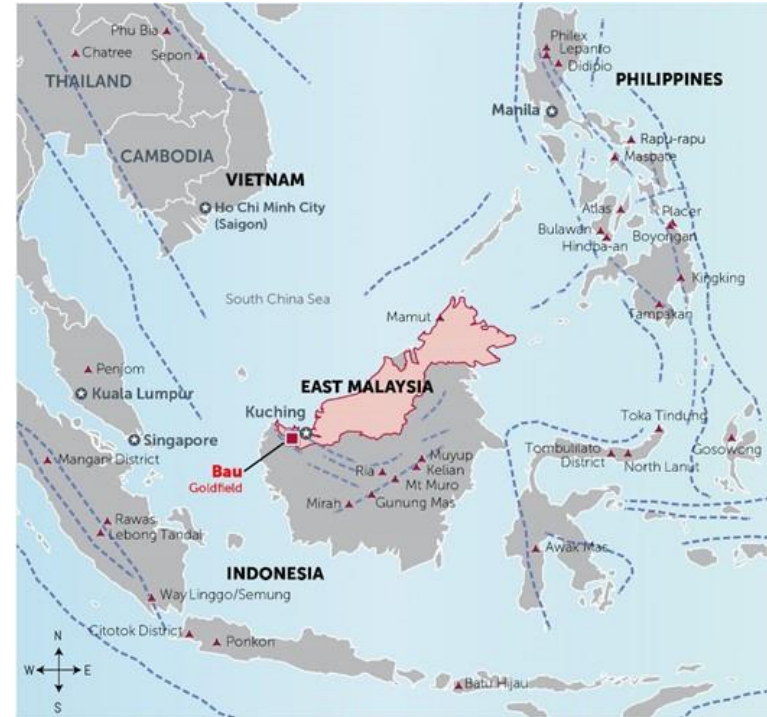 Phu Bia
Chatree
Sepon
THAILAND
CAMBODIA
VIETNAM
Ho Chi Minh City
(Saigon)
Philex
Lepanto
Didipio
PHILIPPINES
Manila
Rapu-rapu
Masbate
Atlas
Bulawan
Hinoba-an
Placer
Boyongan
Kingking
Tampakan
South China Sea
Mamut
Penjom
Kuala Lumpur
EAST MALAYSIA
Kuching
Singapore
Bau
Goldfield
Mangani District
Muyup
Ria
Kelian
Mt Muro
Mirah
Gunung Mas
Toka Tindung
Tombulilato
District
North Lanut
Gosowong
Rawas
Lebong Tandai
Awak Mas
INDONESIA
Way Linggo/Semung
Citotok District
Ponkon
Batu Hijau
N
W
E
S